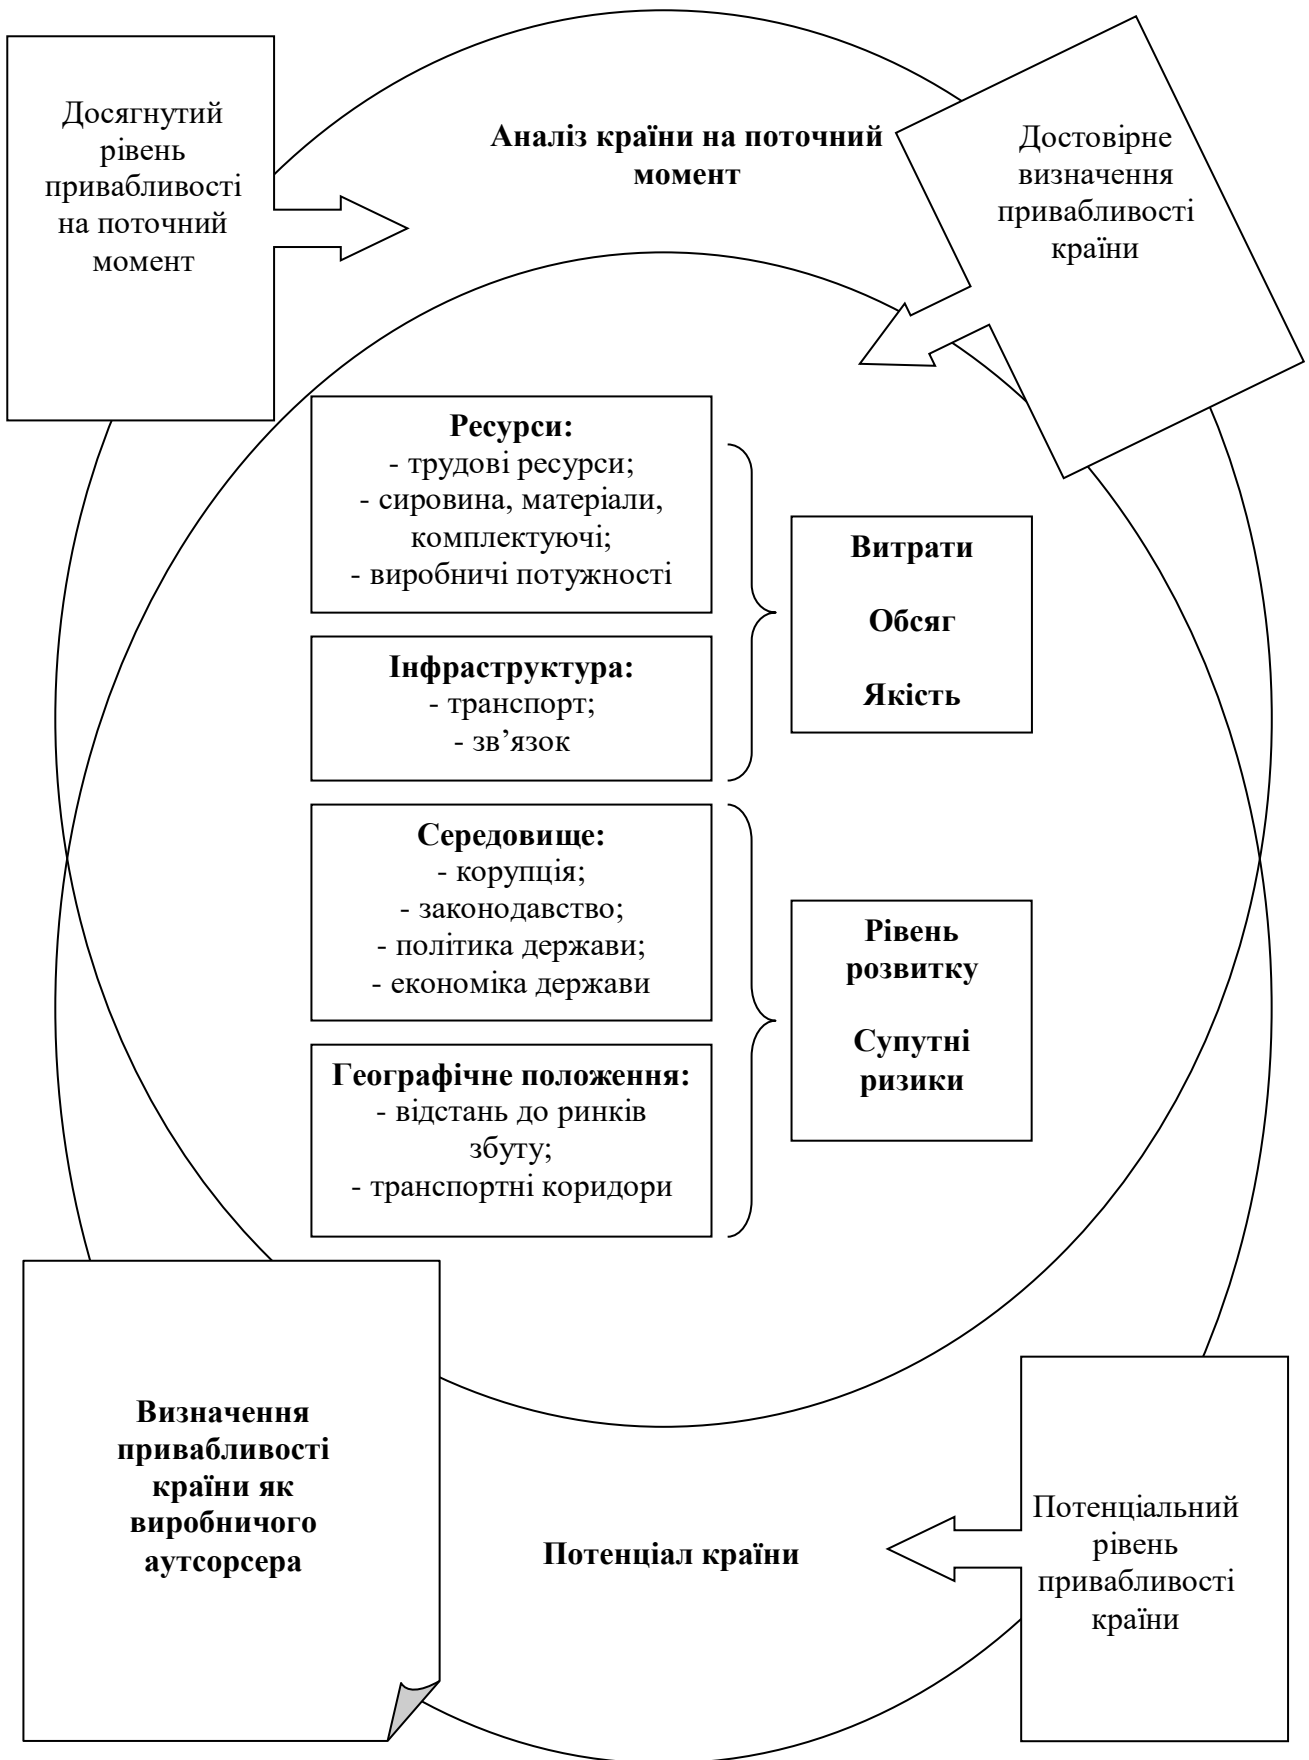 Досягнутий
рівень
привабливості
на поточний
момент
Аналіз країни на поточний
момент
Достовірне
визначення
привабливості
країни
Ресурси:
- трудові ресурси;
- сировина, матеріали,
комплектуючі;
- виробничі потужності
Інфраструктура:
- транспорт;
- зв’язок
Витрати
Обсяг
Якість
Середовище:
- корупція;
- законодавство;
- політика держави;
- економіка держави
Географічне положення:
- відстань до ринків
збуту;
- транспортні коридори
Рівень
розвитку
Супутні
ризики
Визначення
привабливості
країни як
виробничого
аутсорсера
Потенціал країни
Потенціальний
рівень
привабливості
країни